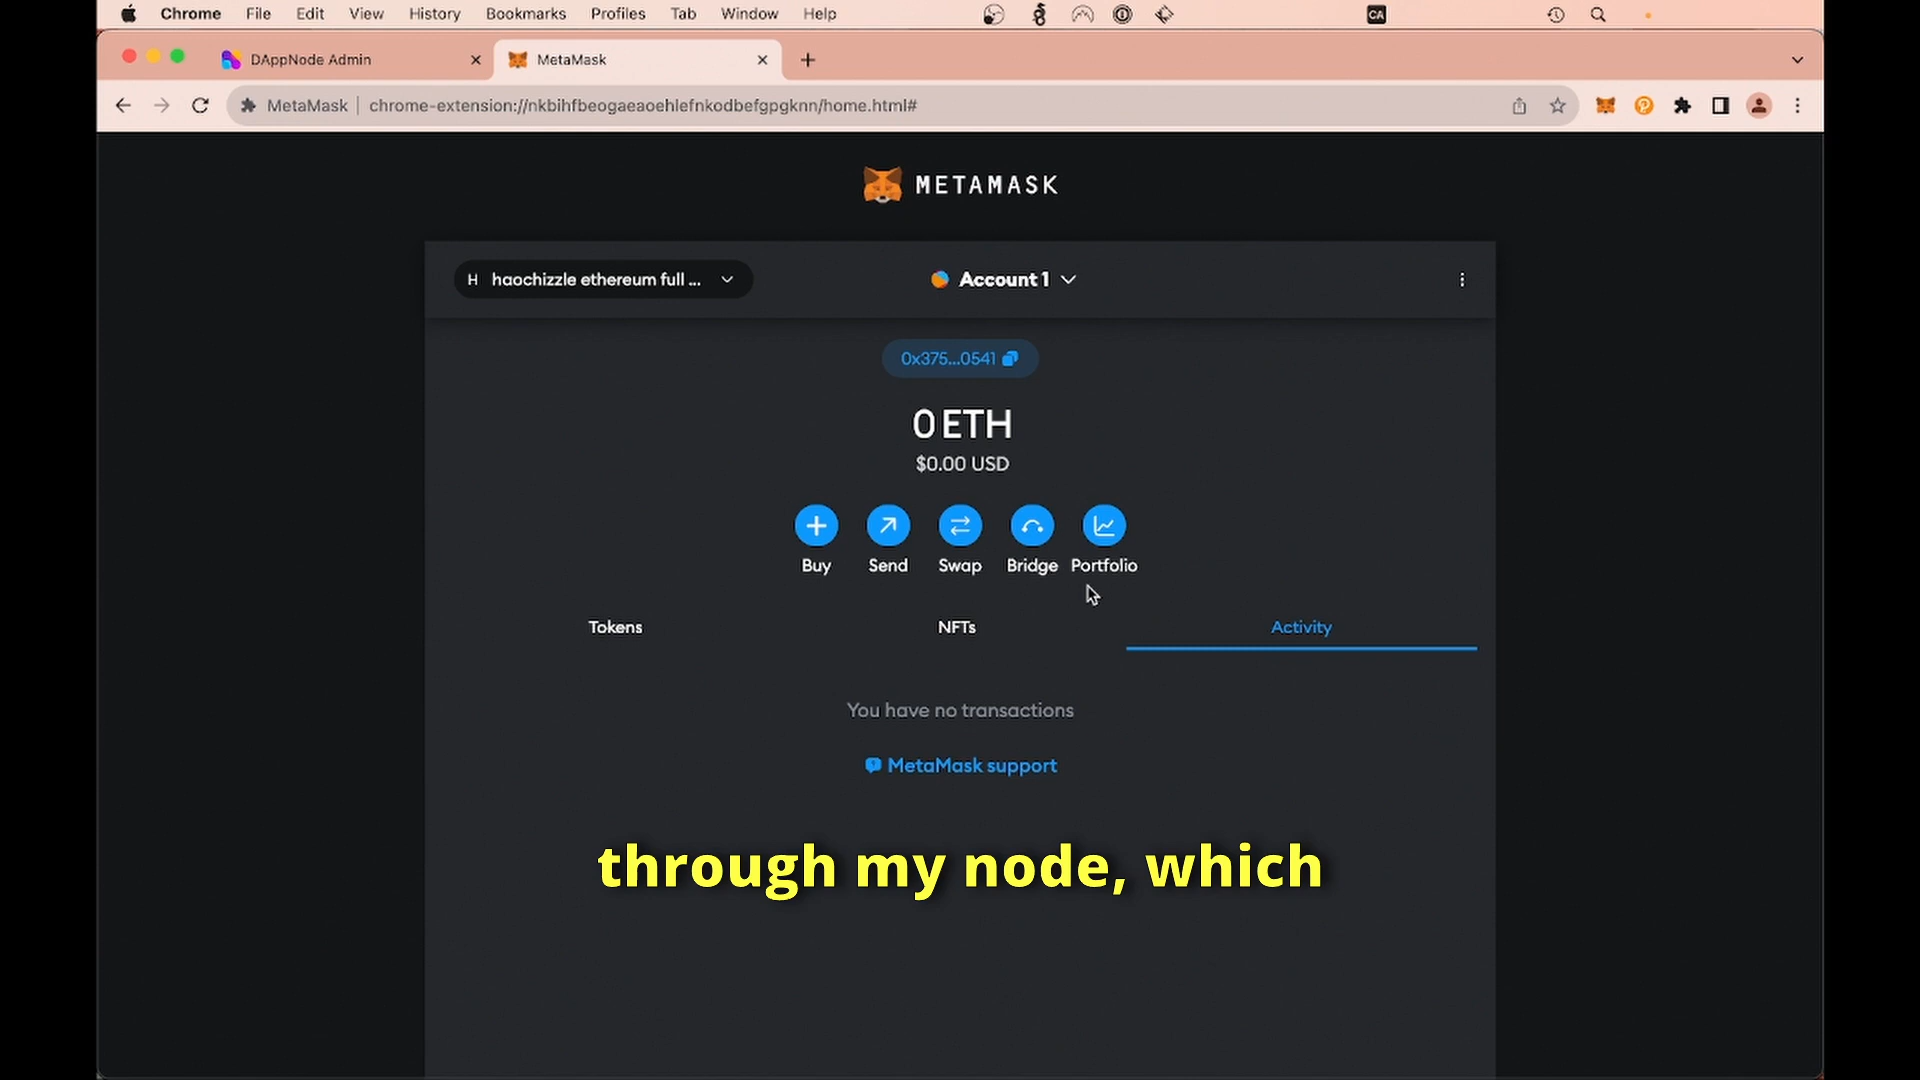 Chrome File Edit View History Bookmarks Profiles Tab Window Help CA
DAppNode Admin MetaMask
MetaMask chrome-extension://nkbihfbeogaeaoehlefnkodbefgpgknn/home.html#
METAMASK
H haochizzle ethereum full ... Account 1
0x375...0541
0 ETH
$0.00 USD
Buy Send Swap Bridge Portfolio
Tokens NFTs Activity
You have no transactions
MetaMask support
through my node, which